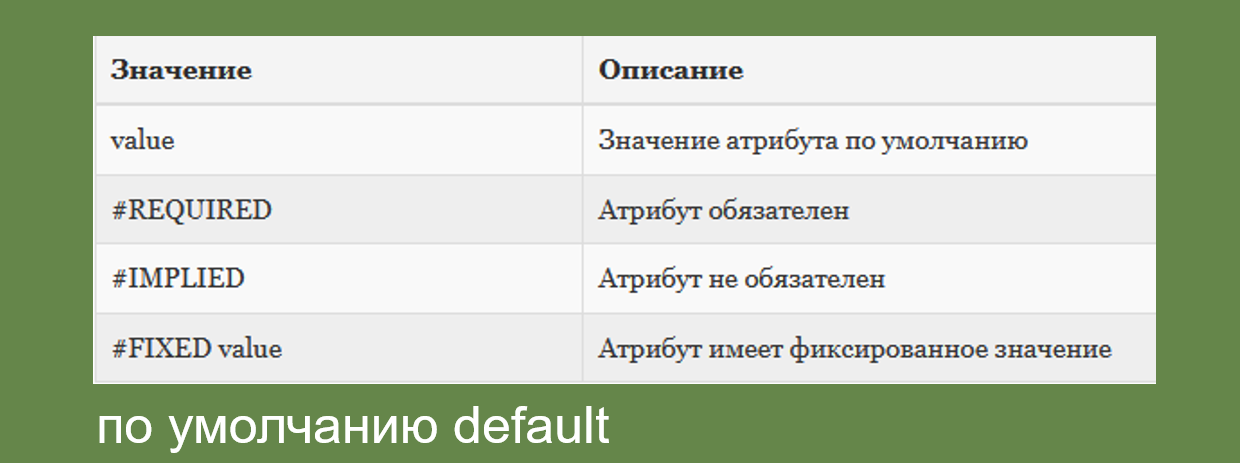 Значение Описание
value Значение атрибута по умолчанию
#REQUIRED Атрибут обязателен
#IMPLIED Атрибут не обязателен
#FIXED value Атрибут имеет фиксированное значение
по умолчанию default